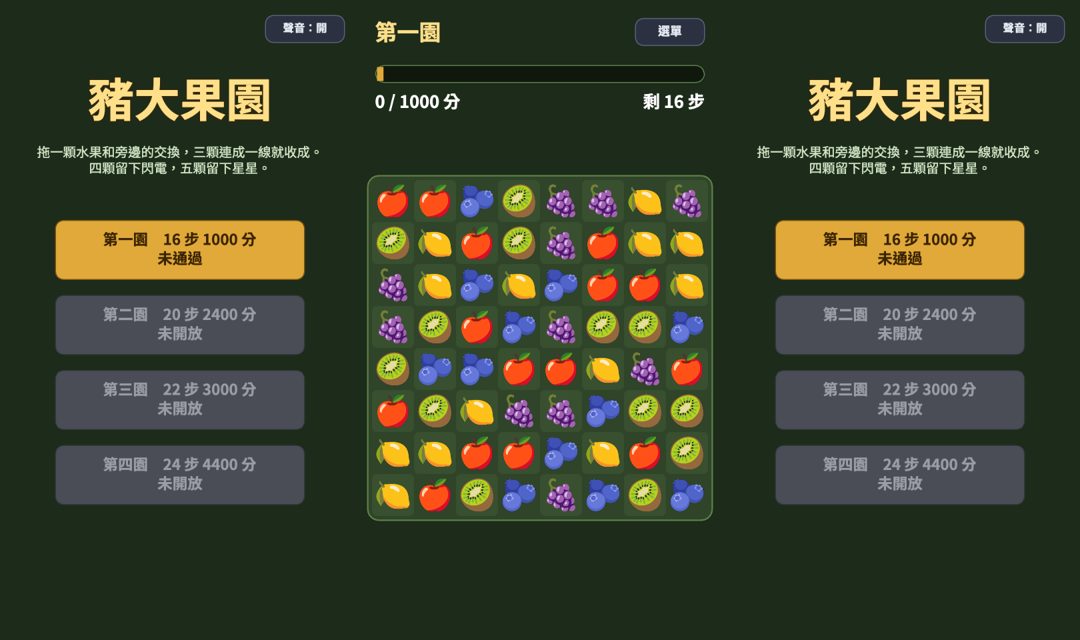 聲音：開
豬大果園
拖一顆水果和旁邊的交換，三顆連成一線就收成。
四顆留下閃電，五顆留下星星。
第一園　16 步 1000 分
未通過
第二園　20 步 2400 分
未開放
第三園　22 步 3000 分
未開放
第四園　24 步 4400 分
未開放
第一園
選單
0 / 1000 分
剩 16 步
聲音：開
豬大果園
拖一顆水果和旁邊的交換，三顆連成一線就收成。
四顆留下閃電，五顆留下星星。
第一園　16 步 1000 分
未通過
第二園　20 步 2400 分
未開放
第三園　22 步 3000 分
未開放
第四園　24 步 4400 分
未開放